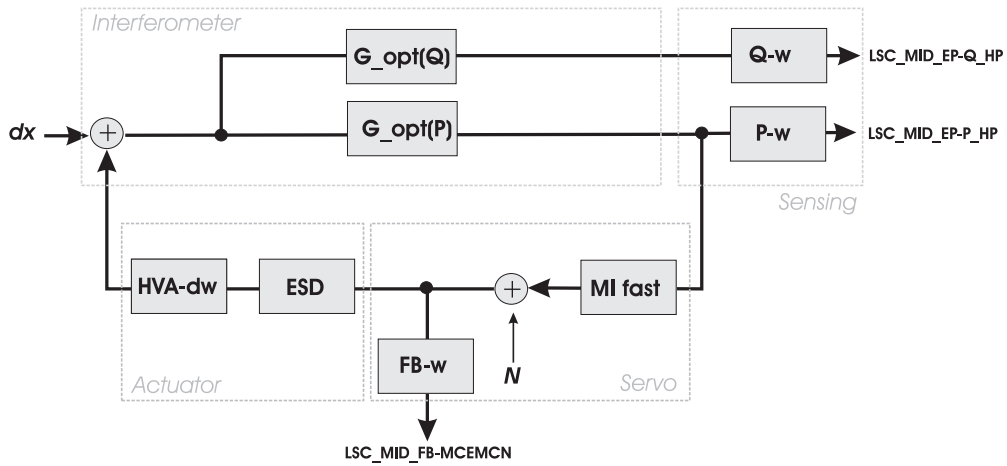 Interferometer
G_opt(Q)
Q-w
LSC_MID_EP-Q_HP
dx
+
G_opt(P)
P-w
LSC_MID_EP-P_HP
Sensing
HVA-dw
ESD
+
MI fast
FB-w
N
Actuator
Servo
LSC_MID_FB-MCEMCN